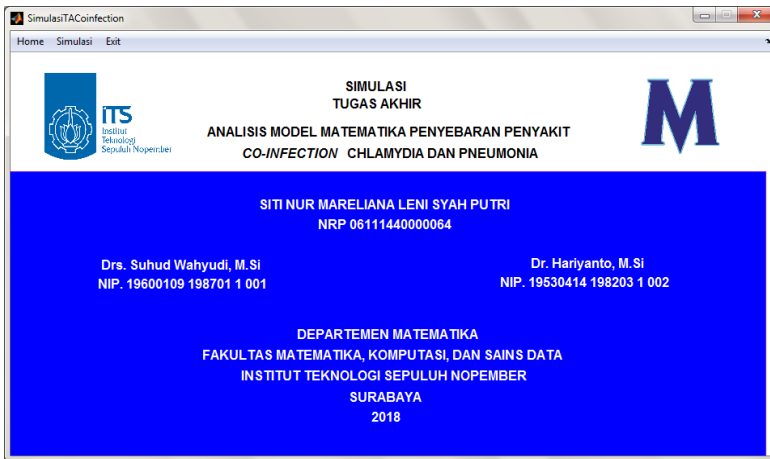 SimulasiTACoinfection
Home Simulasi Exit
ITS
Institut
Teknologi
Sepuluh Nopember
SIMULASI
TUGAS AKHIR
ANALISIS MODEL MATEMATIKA PENYEBARAN PENYAKIT
CO-INFECTION CHLAMYDIA DAN PNEUMONIA
M
SITI NUR MARELIANA LENI SYAH PUTRI
NRP 06111440000064
Drs. Suhud Wahyudi, M.Si
NIP. 19600109 198701 1 001
Dr. Hariyanto, M.Si
NIP. 19530414 198203 1 002
DEPARTEMEN MATEMATIKA
FAKULTAS MATEMATIKA, KOMPUTASI, DAN SAINS DATA
INSTITUT TEKNOLOGI SEPULUH NOPEMBER
SURABAYA
2018